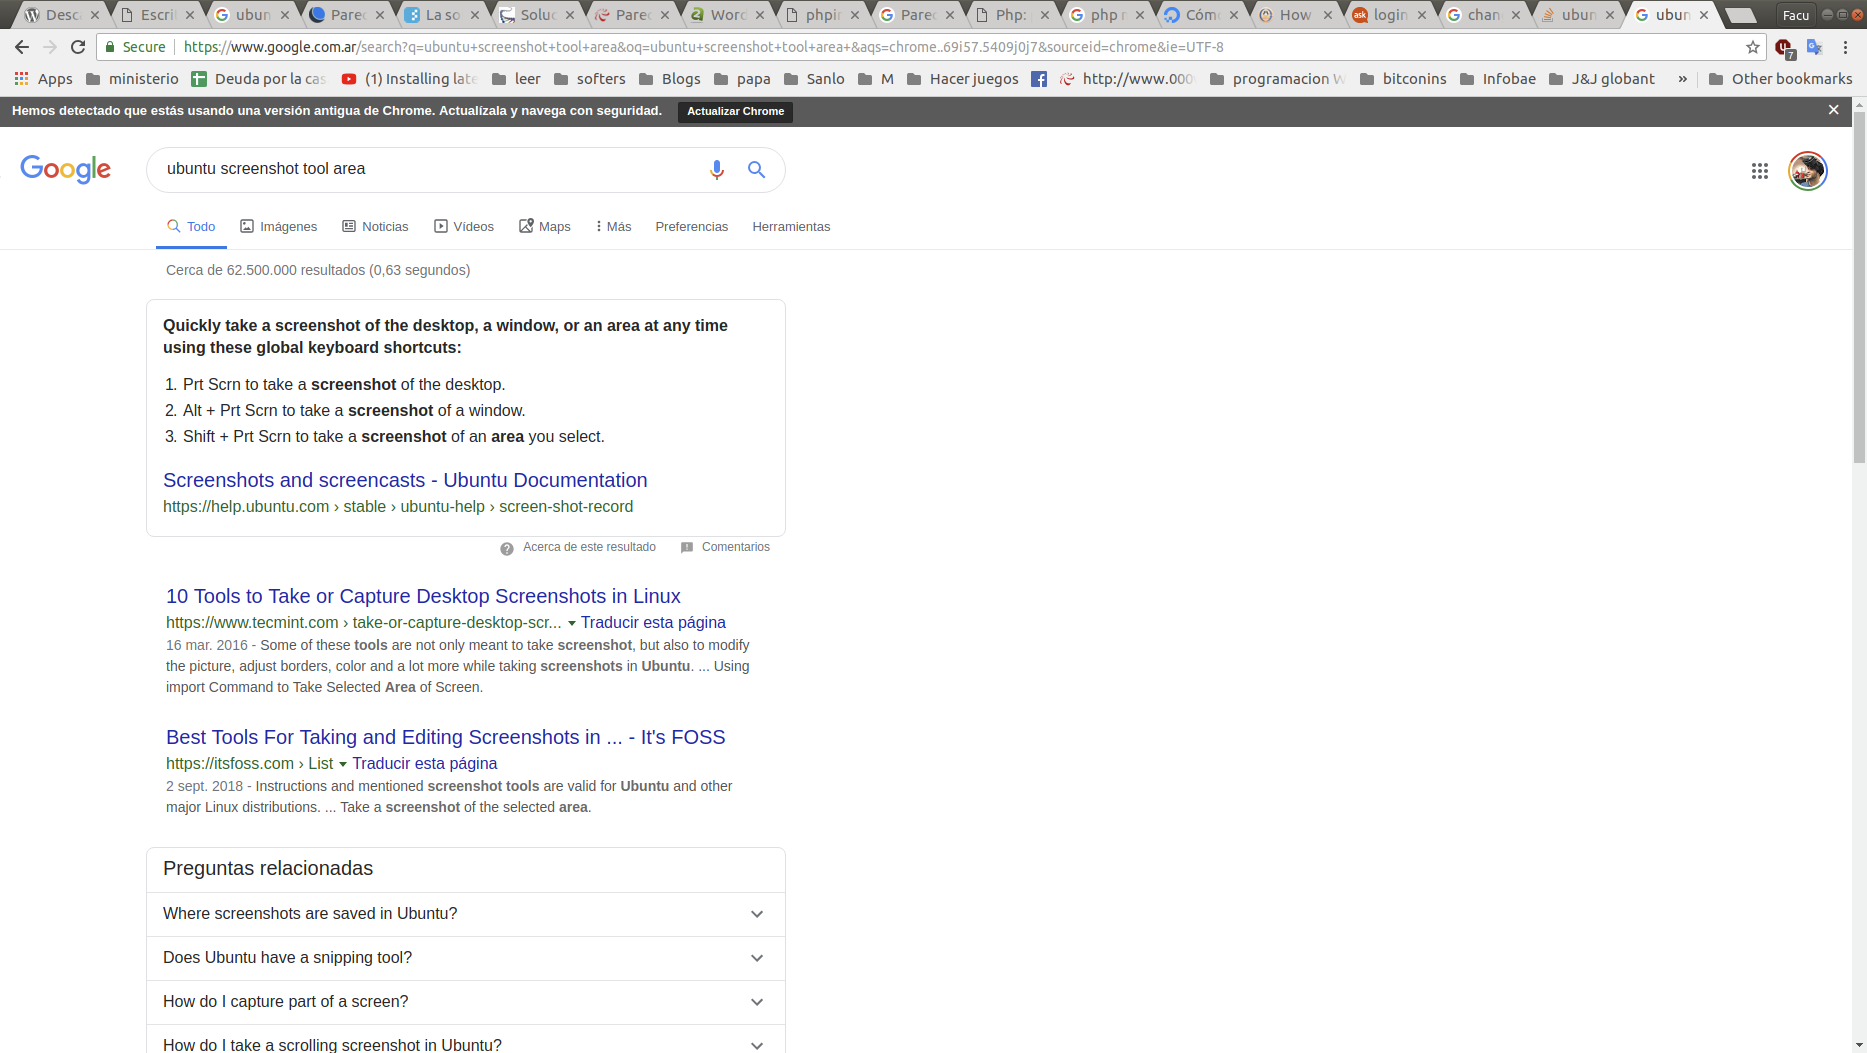 Desc
Escri
ubun
Pared
La so
Soluc
Pared
Word
phpin
Pared
Php:
php n
Cóm
How
login
chan
ubun
ubun
Facu
Secure
https://www.google.com.ar/search?q=ubuntu+screenshot+tool+area&oq=ubuntu+screenshot+tool+area+&aqs=chrome..69i57.5409j0j7&sourceid=chrome&ie=UTF-8
7
Apps ministerio Deuda por la cas (1) Installing late leer softers Blogs papa Sanlo M Hacer juegos http://www.000 programacion W bitconins Infobae J&J globant » Other bookmarks
Hemos detectado que estás usando una versión antigua de Chrome. Actualízala y navega con seguridad. Actualizar Chrome
Google
ubuntu screenshot tool area
Todo Imágenes Noticias Vídeos Maps Más Preferencias Herramientas
Cerca de 62.500.000 resultados (0,63 segundos)
Quickly take a screenshot of the desktop, a window, or an area at any time
using these global keyboard shortcuts:
1. Prt Scrn to take a screenshot of the desktop.
2. Alt + Prt Scrn to take a screenshot of a window.
3. Shift + Prt Scrn to take a screenshot of an area you select.
Screenshots and screencasts - Ubuntu Documentation
https://help.ubuntu.com › stable › ubuntu-help › screen-shot-record
Acerca de este resultado Comentarios
10 Tools to Take or Capture Desktop Screenshots in Linux
https://www.tecmint.com › take-or-capture-desktop-scr... Traducir esta página
16 mar. 2016 - Some of these tools are not only meant to take screenshot, but also to modify
the picture, adjust borders, color and a lot more while taking screenshots in Ubuntu. ... Using
import Command to Take Selected Area of Screen.
Best Tools For Taking and Editing Screenshots in ... - It's FOSS
https://itsfoss.com › List Traducir esta página
2 sept. 2018 - Instructions and mentioned screenshot tools are valid for Ubuntu and other
major Linux distributions. ... Take a screenshot of the selected area.
Preguntas relacionadas
Where screenshots are saved in Ubuntu?
Does Ubuntu have a snipping tool?
How do I capture part of a screen?
How do I take a scrolling screenshot in Ubuntu?